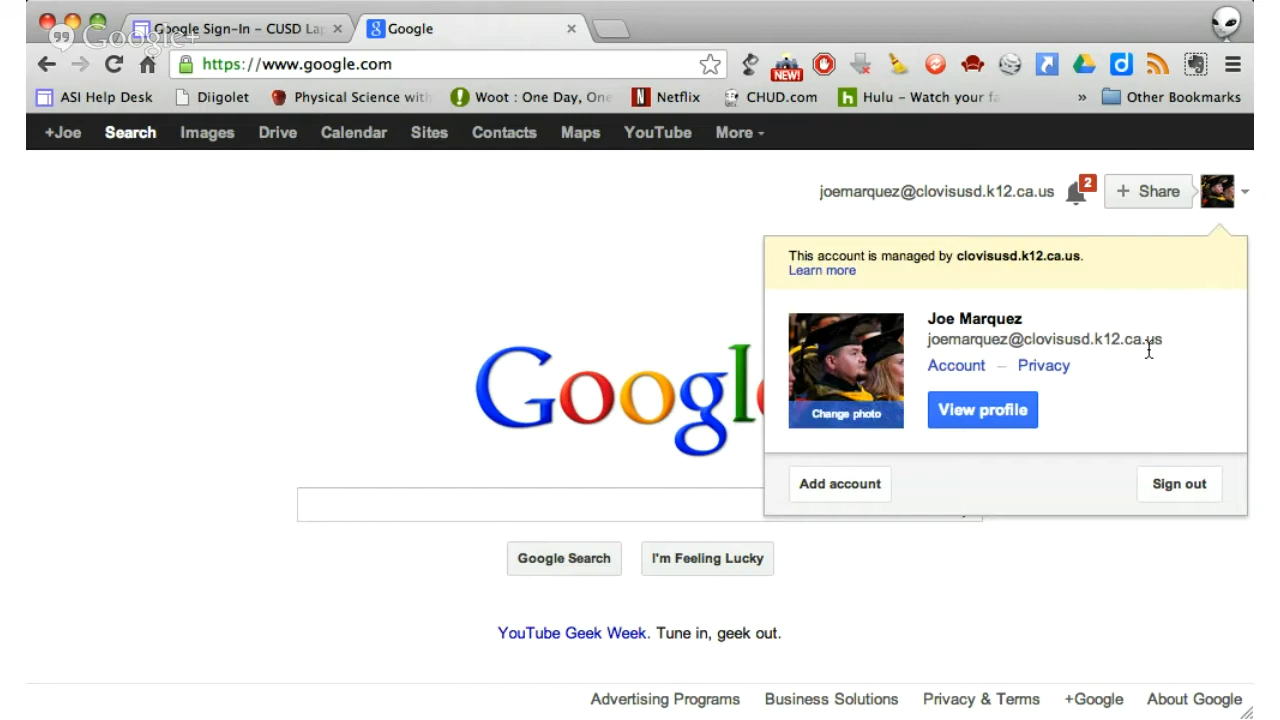 Google Sign-In – CUSD La
Google
Google+
https://www.google.com
NEW!
ASI Help Desk
Diigolet
Physical Science with
Woot : One Day, One
Netflix
CHUD.com
Hulu – Watch your fa
»
Other Bookmarks
+Joe Search Images Drive Calendar Sites Contacts Maps YouTube More
joemarquez@clovisusd.k12.ca.us 2 + Share
This account is managed by clovisusd.k12.ca.us.
Learn more
Joe Marquez
joemarquez@clovisusd.k12.ca.us
Account – Privacy
View profile
Change photo
Add account
Sign out
Google
Google Search
I'm Feeling Lucky
YouTube Geek Week. Tune in, geek out.
Advertising Programs Business Solutions Privacy & Terms +Google About Google